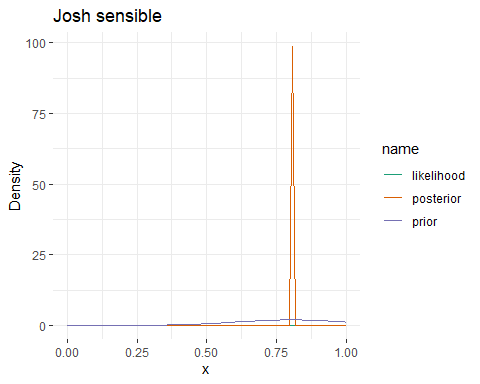 Josh sensible
100
75
50
25
0
Density
0.00
0.25
0.50
0.75
1.00
x
name
likelihood
posterior
prior